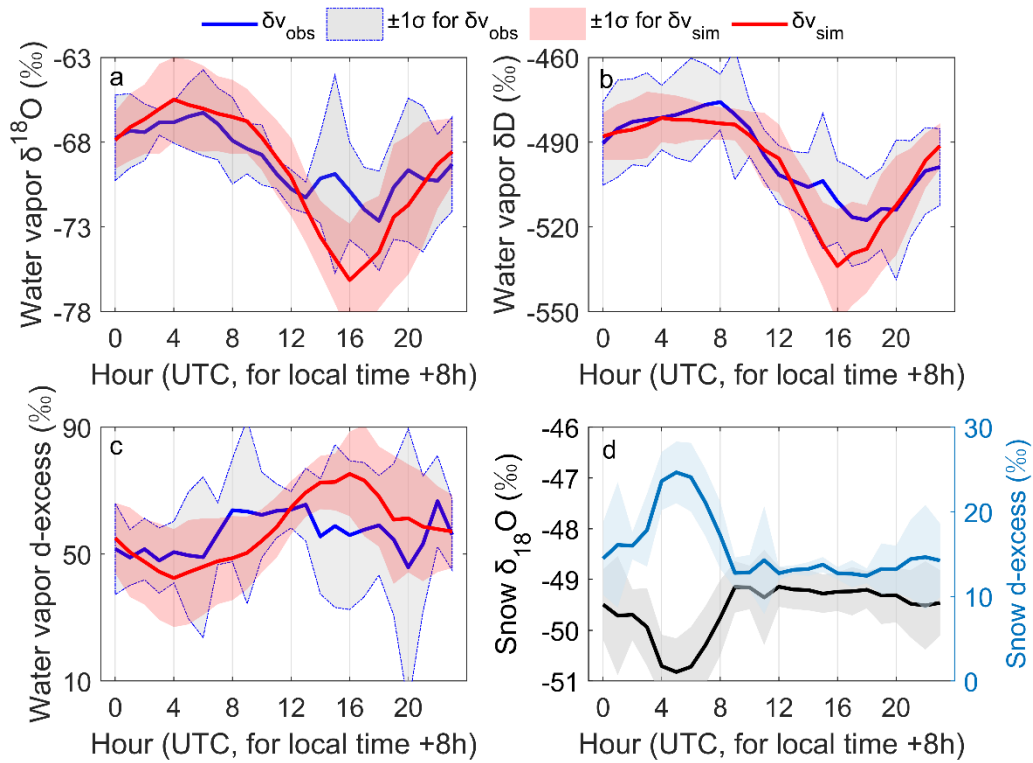 δv_obs ±1σ for δv_obs ±1σ for δv_sim δv_sim
a
Water vapor δ¹⁸O (‰)
-63
-68
-73
-78
0 4 8 12 16 20
Hour (UTC, for local time +8h)
b
Water vapor δD (‰)
-460
-490
-520
-550
0 4 8 12 16 20
Hour (UTC, for local time +8h)
c
Water vapor d-excess (‰)
90
50
10
0 4 8 12 16 20
Hour (UTC, for local time +8h)
d
Snow δ₁₈O (‰)
-46
-47
-48
-49
-50
-51
0 4 8 12 16 20
Hour (UTC, for local time +8h)
30
20
10
0
Snow d-excess (‰)